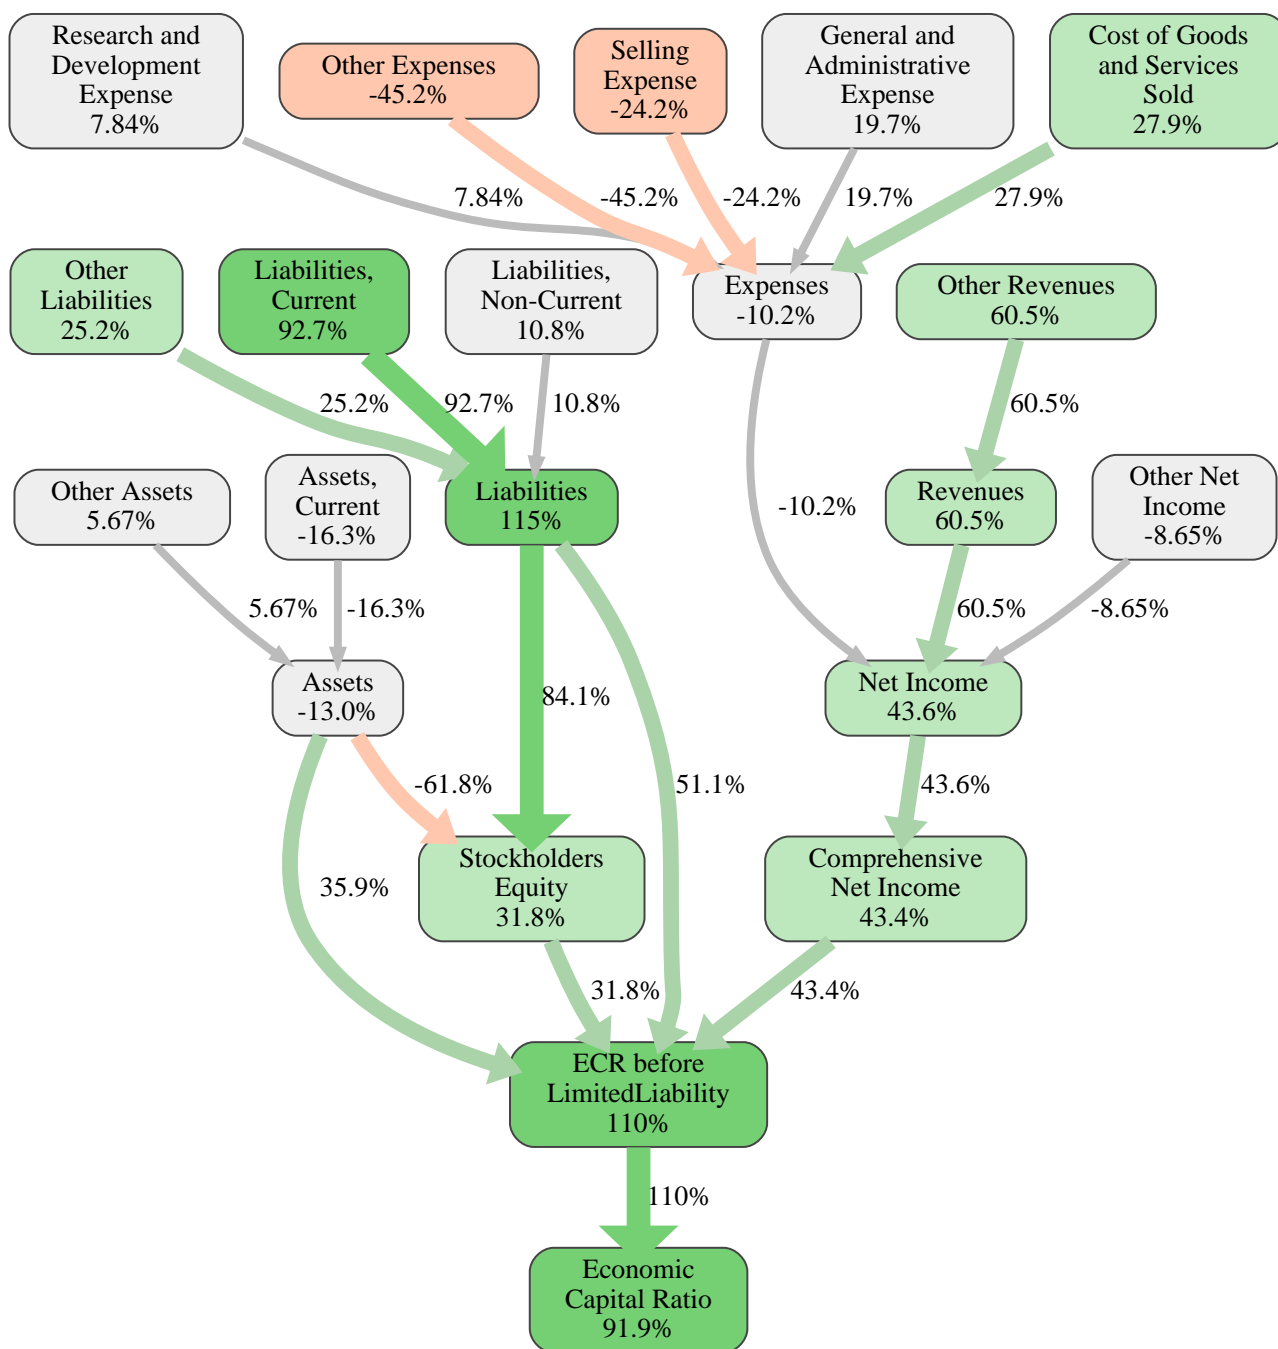 Research and
Development
Expense
7.84%
Other Expenses
-45.2%
Selling
Expense
-24.2%
General and
Administrative
Expense
19.7%
Cost of Goods
and Services
Sold
27.9%
7.84%
-45.2%
-24.2%
19.7%
27.9%
Other
Liabilities
25.2%
Liabilities,
Current
92.7%
Liabilities,
Non-Current
10.8%
Expenses
-10.2%
Other Revenues
60.5%
25.2%
92.7%
10.8%
60.5%
Other Assets
5.67%
Assets,
Current
-16.3%
Liabilities
115%
-10.2%
Revenues
60.5%
Other Net
Income
-8.65%
5.67%
-16.3%
60.5%
-8.65%
Assets
-13.0%
84.1%
Net Income
43.6%
-61.8%
51.1%
43.6%
35.9%
Stockholders
Equity
31.8%
Comprehensive
Net Income
43.4%
31.8%
43.4%
ECR before
LimitedLiability
110%
110%
Economic
Capital Ratio
91.9%